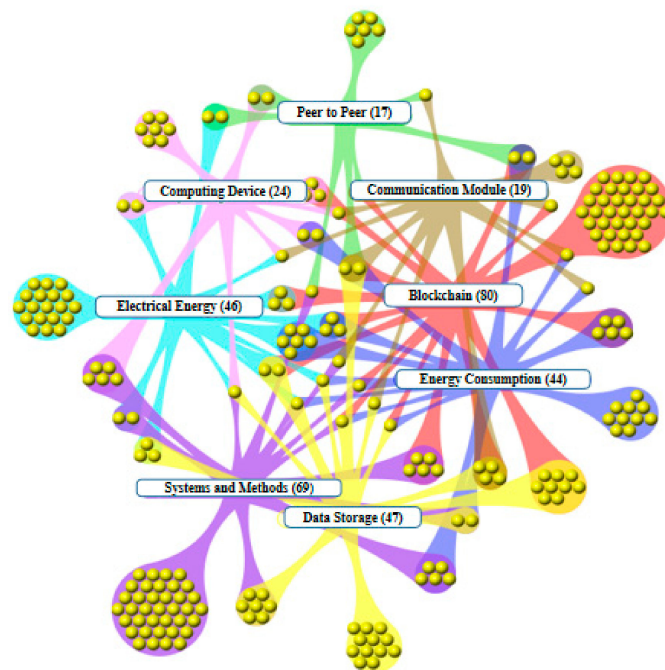 Peer to Peer (17)
Computing Device (24)
Communication Module (19)
Electrical Energy (46)
Blockchain (80)
Energy Consumption (44)
Systems and Methods (69)
Data Storage (47)